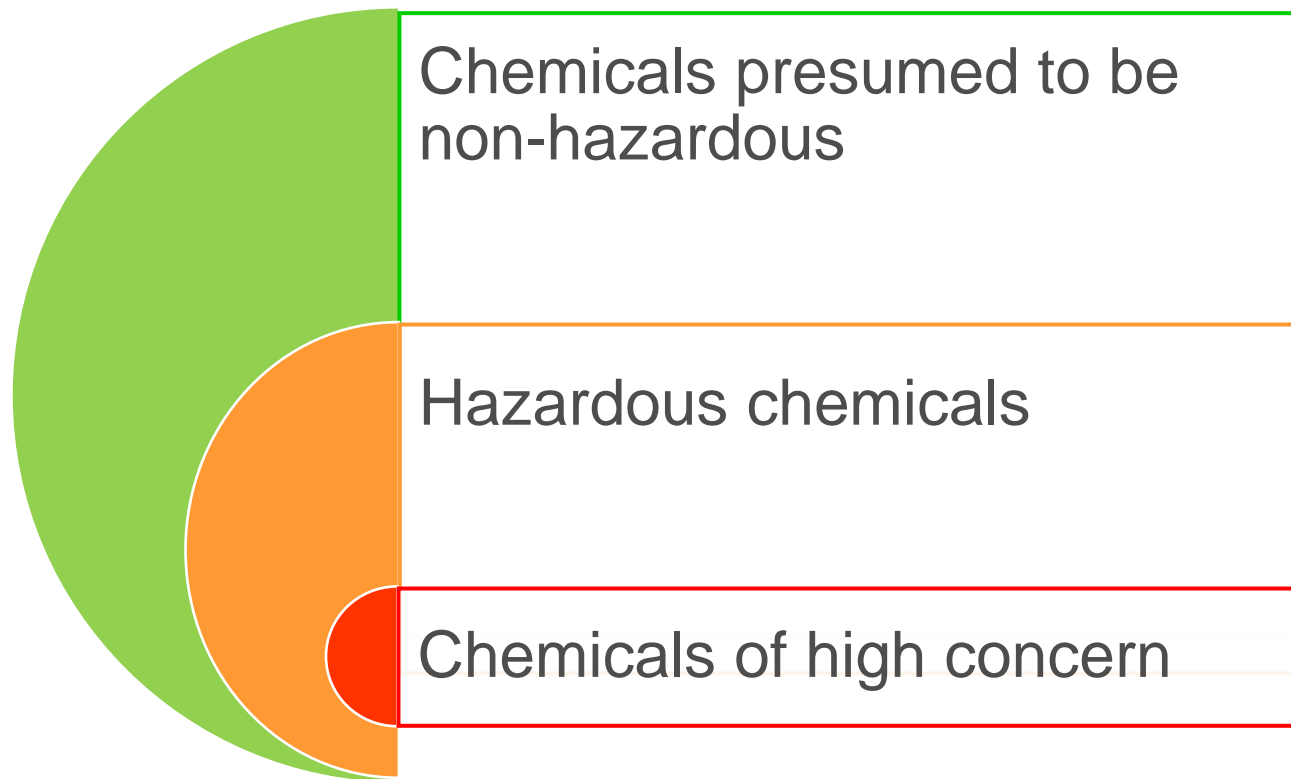 Chemicals presumed to be
non-hazardous
Hazardous chemicals
Chemicals of high concern